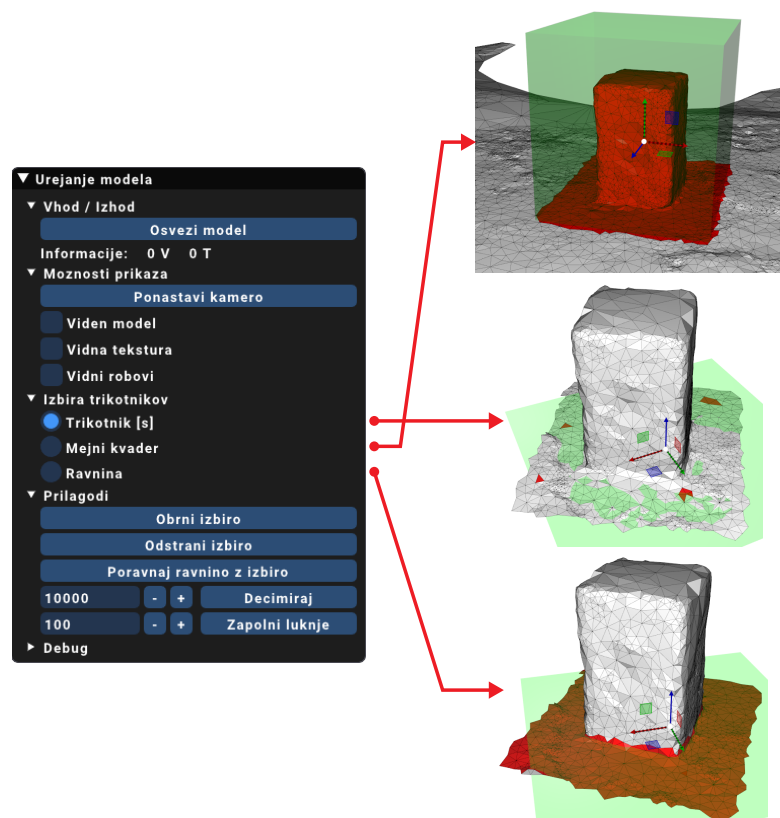 Urejanje modela
Vhod / Izhod
Osvezi model
Informacije: 0 V 0 T
Moznosti prikaza
Ponastavi kamero
Viden model
Vidna tekstura
Vidni robovi
Izbira trikotnikov
Trikotnik [s]
Mejni kvader
Ravnina
Prilagodi
Obrni izbiro
Odstrani izbiro
Poravnaj ravnino z izbiro
10000 - + Decimiraj
100 - + Zapolni luknje
Debug